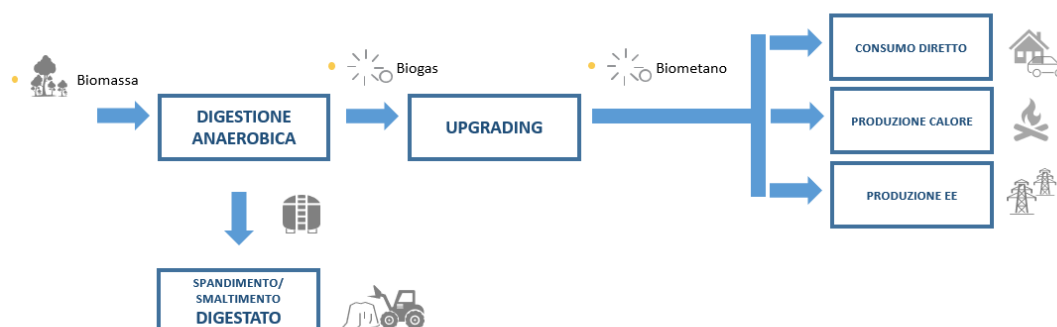 Biomassa
Biogas
Biometano
DIGESTIONE
ANAEROBICA
UPGRADING
CONSUMO DIRETTO
PRODUZIONE CALORE
PRODUZIONE EE
SPANDIMENTO/
SMALTIMENTO
DIGESTATO